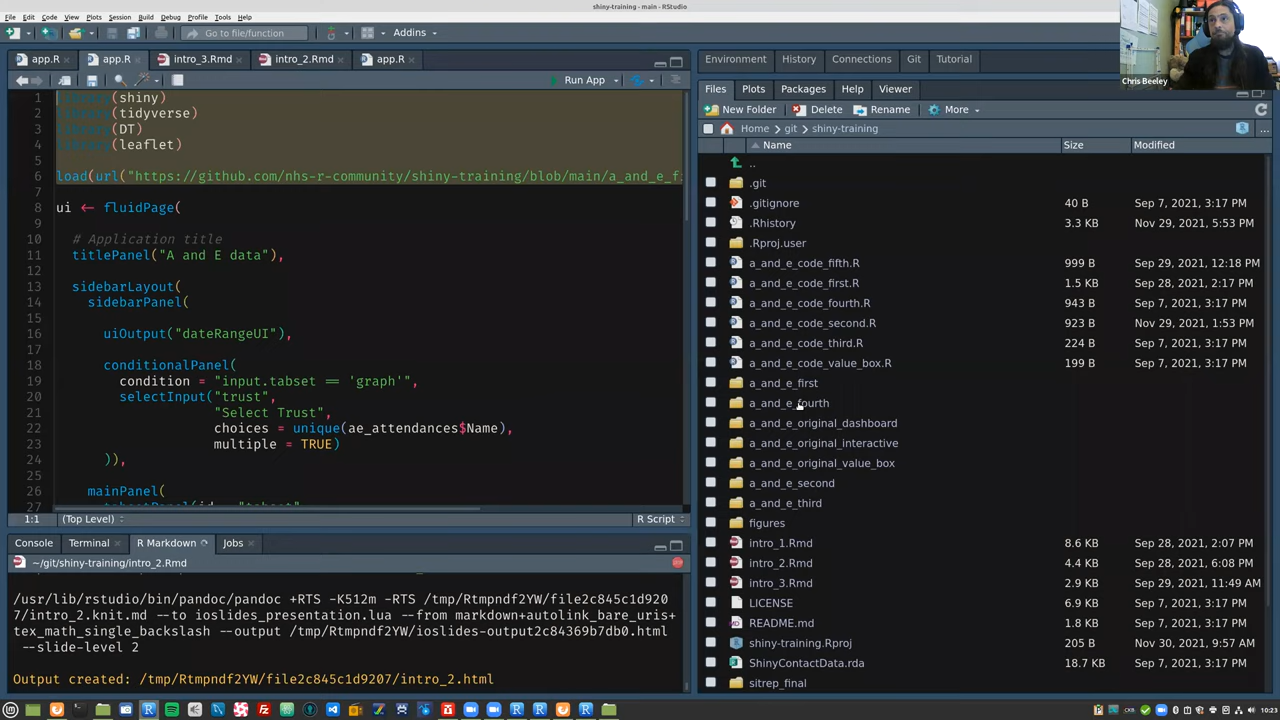 shiny-training - main - RStudio
File Edit Code View Plots Session Build Debug Profile Tools Help
Go to file/function Addins
Chris Beeley
app.R app.R intro_3.Rmd intro_2.Rmd app.R
Run App
1 (shiny)
2 (tidyverse)
3 (DT)
4 (leaflet)
5
6 load(url("https://github.com/nhs-r-community/shiny-training/blob/main/a_and_e_f
7
8 ui ← fluidPage(
9
10 # Application title
11 titlePanel("A and E data"),
12
13 sidebarLayout(
14 sidebarPanel(
15
16 uiOutput("dateRangeUI"),
17
18 conditionalPanel(
19 condition = "input.tabset == 'graph'",
20 selectInput("trust",
21 "Select Trust",
22 choices = unique(ae_attendances$Name),
23 multiple = TRUE)
24 )),
25
26 mainPanel(
27
1:1 (Top Level) R Script
Console Terminal R Markdown Jobs
~/git/shiny-training/intro_2.Rmd
/usr/lib/rstudio/bin/pandoc/pandoc +RTS -K512m -RTS /tmp/Rtmpndf2YW/file2c845c1d920
7/intro_2.knit.md --to ioslides_presentation.lua --from markdown+autolink_bare_uris+
tex_math_single_backslash --output /tmp/Rtmpndf2YW/ioslides-output2c84369b7db0.html
--slide-level 2
Output created: /tmp/Rtmpndf2YW/file2c845c1d9207/intro_2.html
Environment History Connections Git Tutorial
Files Plots Packages Help Viewer
New Folder Delete Rename More
Home git shiny-training ...
Name Size Modified
..
.git
.gitignore 40 B Sep 7, 2021, 3:17 PM
.Rhistory 3.3 KB Nov 29, 2021, 5:53 PM
.Rproj.user
a_and_e_code_fifth.R 999 B Sep 29, 2021, 12:18 PM
a_and_e_code_first.R 1.5 KB Sep 28, 2021, 2:17 PM
a_and_e_code_fourth.R 943 B Sep 7, 2021, 3:17 PM
a_and_e_code_second.R 923 B Nov 29, 2021, 1:53 PM
a_and_e_code_third.R 224 B Sep 7, 2021, 3:17 PM
a_and_e_code_value_box.R 199 B Sep 7, 2021, 3:17 PM
a_and_e_first
a_and_e_fourth
a_and_e_original_dashboard
a_and_e_original_interactive
a_and_e_original_value_box
a_and_e_second
a_and_e_third
figures
intro_1.Rmd 8.6 KB Sep 28, 2021, 2:07 PM
intro_2.Rmd 4.4 KB Sep 28, 2021, 6:08 PM
intro_3.Rmd 2.9 KB Sep 29, 2021, 11:49 AM
LICENSE 6.9 KB Sep 7, 2021, 3:17 PM
README.md 1.8 KB Sep 7, 2021, 3:17 PM
shiny-training.Rproj 205 B Nov 30, 2021, 9:57 AM
ShinyContactData.rda 18.7 KB Sep 7, 2021, 3:17 PM
sitrep_final
10:23